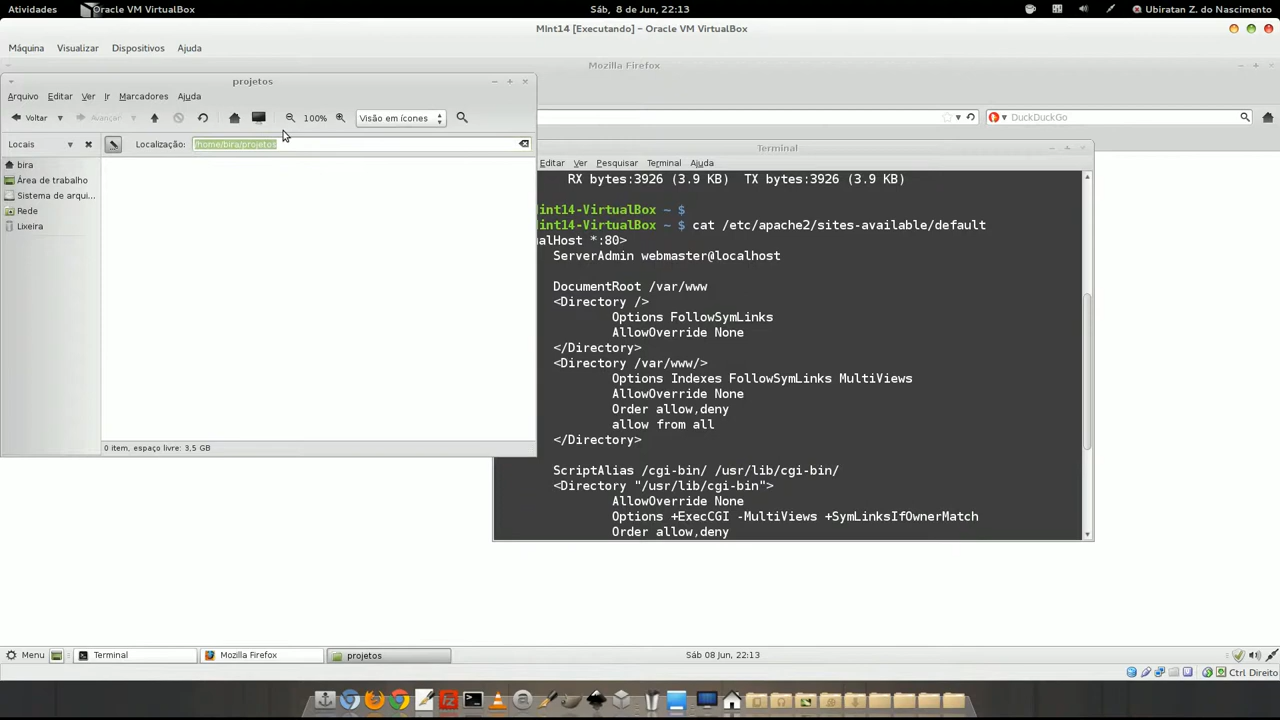 Atividades
Oracle VM VirtualBox
Sáb, 8 de Jun, 22:13
Ubiratan Z. do Nascimento
Mint14 [Executando] – Oracle VM VirtualBox
Máquina Visualizar Dispositivos Ajuda
Mozilla Firefox
projetos
Arquivo Editar Ver Ir Marcadores Ajuda
Voltar Avançar 100% Visão em ícones
DuckDuckGo
Locais
Localização: /home/bira/projetos
bira
Área de trabalho
Sistema de arqui...
Rede
Lixeira
0 item, espaço livre: 3,5 GB
Terminal
Editar Ver Pesquisar Terminal Ajuda
RX bytes:3926 (3.9 KB) TX bytes:3926 (3.9 KB)
Mint14-VirtualBox ~ $
Mint14-VirtualBox ~ $ cat /etc/apache2/sites-available/default
ualHost *:80>
ServerAdmin webmaster@localhost
DocumentRoot /var/www
<Directory />
Options FollowSymLinks
AllowOverride None
</Directory>
<Directory /var/www/>
Options Indexes FollowSymLinks MultiViews
AllowOverride None
Order allow,deny
allow from all
</Directory>
ScriptAlias /cgi-bin/ /usr/lib/cgi-bin/
<Directory "/usr/lib/cgi-bin">
AllowOverride None
Options +ExecCGI -MultiViews +SymLinksIfOwnerMatch
Order allow,deny
Menu
Terminal
Mozilla Firefox
projetos
Sáb 08 Jun, 22:13
Ctrl Direito